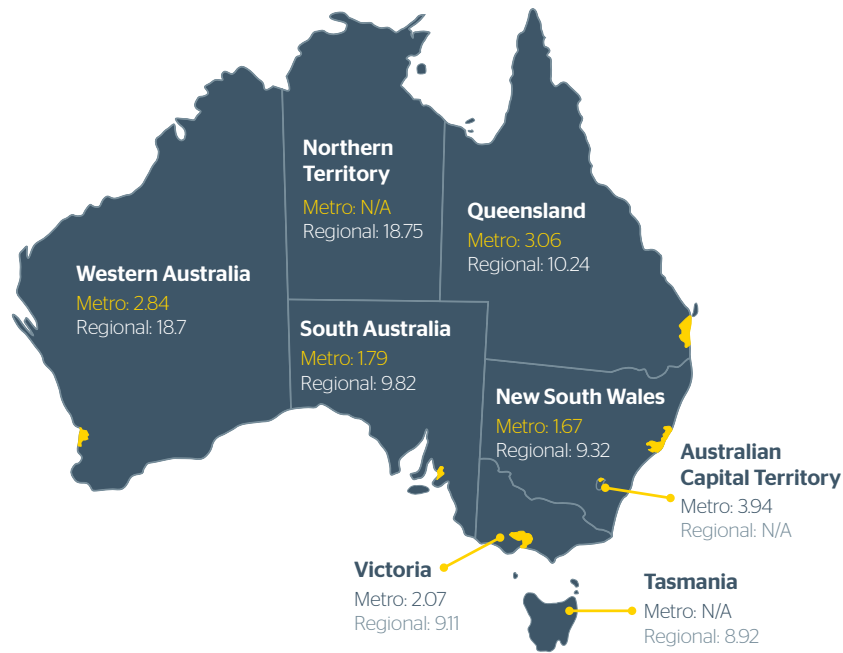 Northern
Territory
Metro: N/A
Regional: 18.75
Queensland
Metro: 3.06
Regional: 10.24
Western Australia
Metro: 2.84
Regional: 18.7
South Australia
Metro: 1.79
Regional: 9.82
New South Wales
Metro: 1.67
Regional: 9.32
Australian
Capital Territory
Metro: 3.94
Regional: N/A
Victoria
Metro: 2.07
Regional: 9.11
Tasmania
Metro: N/A
Regional: 8.92